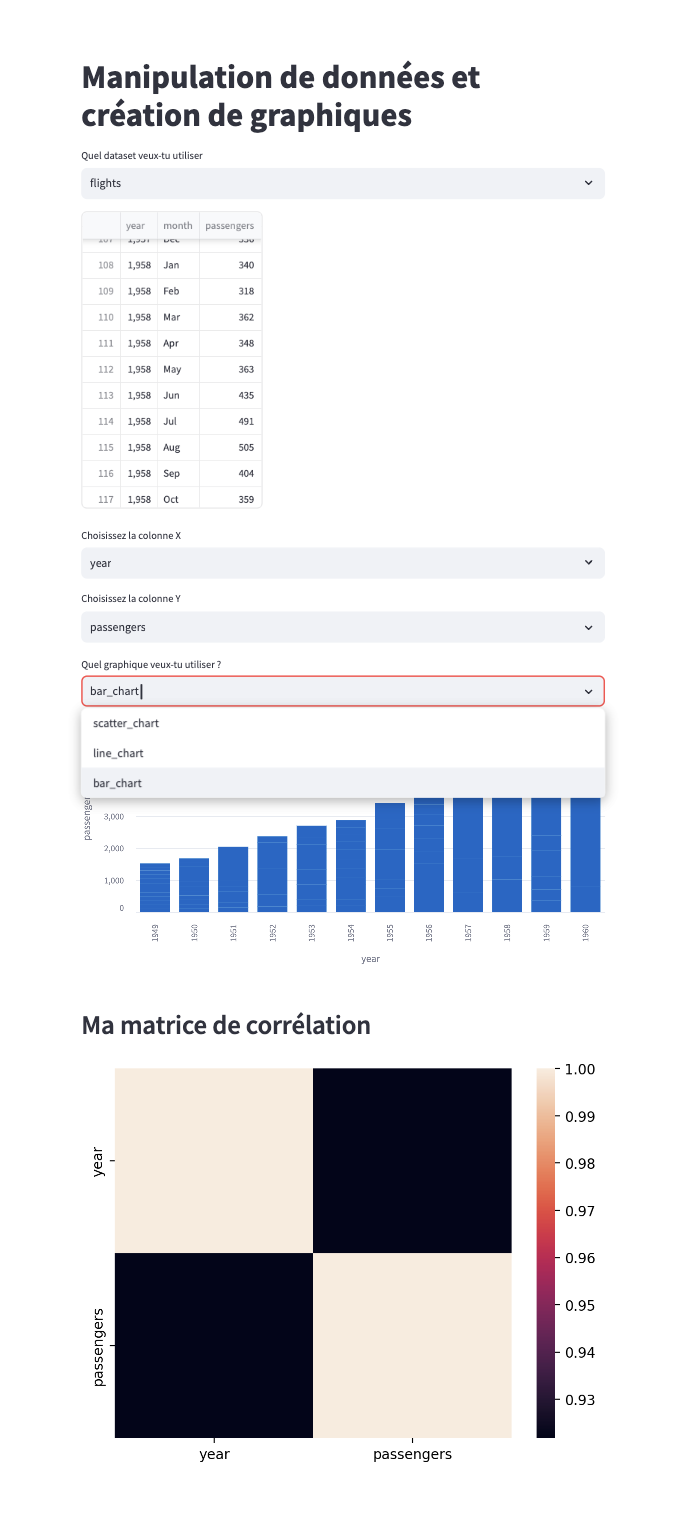 Manipulation de données et
création de graphiques
Quel dataset veux-tu utiliser
flights
year month passengers
108 1,958 Jan 340
109 1,958 Feb 318
110 1,958 Mar 362
111 1,958 Apr 348
112 1,958 May 363
113 1,958 Jun 435
114 1,958 Jul 491
115 1,958 Aug 505
116 1,958 Sep 404
117 1,958 Oct 359
Choisissez la colonne X
year
Choisissez la colonne Y
passengers
Quel graphique veux-tu utiliser ?
bar_chart
scatter_chart
line_chart
bar_chart
3,000
2,000
1,000
0
1949 1950 1951 1952 1953 1954 1955 1956 1957 1958 1959 1960
year
Ma matrice de corrélation
1.00
0.99
0.98
0.97
0.96
0.95
0.94
0.93
year
passengers
year passengers